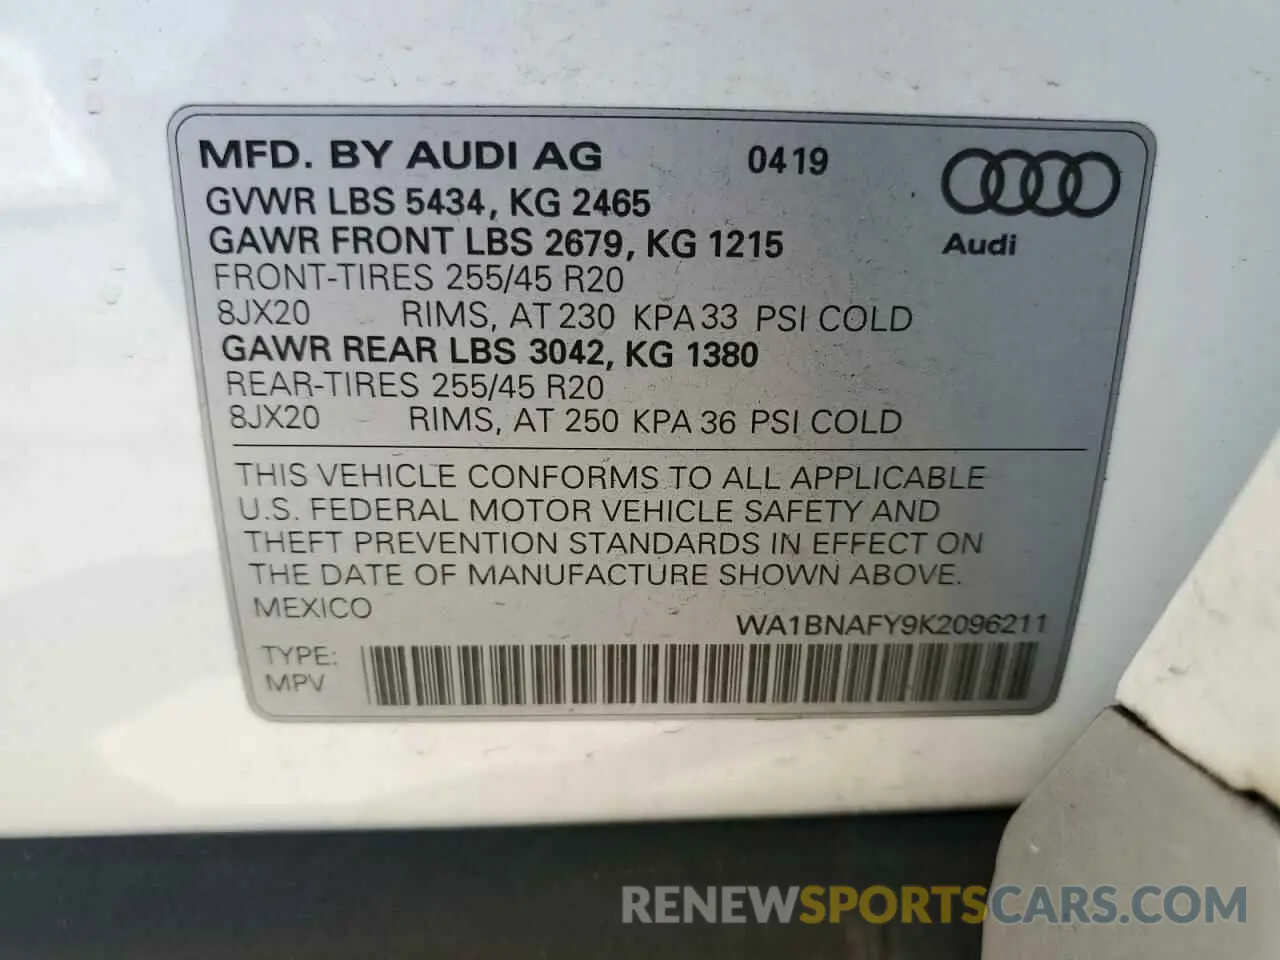 MFD. BY AUDI AG 0419
GVWR LBS 5434, KG 2465
GAWR FRONT LBS 2679, KG 1215
Audi
FRONT-TIRES 255/45 R20
8JX20 RIMS, AT 230 KPA 33 PSI COLD
GAWR REAR LBS 3042, KG 1380
REAR-TIRES 255/45 R20
8JX20 RIMS, AT 250 KPA 36 PSI COLD
THIS VEHICLE CONFORMS TO ALL APPLICABLE
U.S. FEDERAL MOTOR VEHICLE SAFETY AND
THEFT PREVENTION STANDARDS IN EFFECT ON
THE DATE OF MANUFACTURE SHOWN ABOVE.
MEXICO WA1BNAFY9K2096211
TYPE:
MPV
RENEWSPORTSCARS.COM